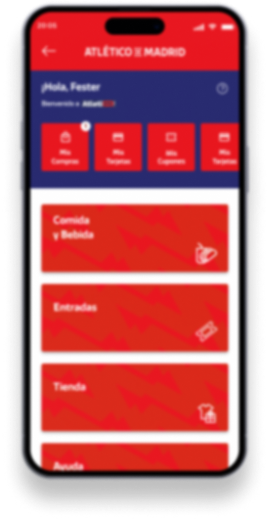 ATLÉTICO DE MADRID
¡Hola, Fester
Bienvenido a Atleti
Mis Compras
Mis Tarjetas
Mis Cupones
Mis Tarjetas
Comida
y Bebida
Entradas
Tienda
Ayuda